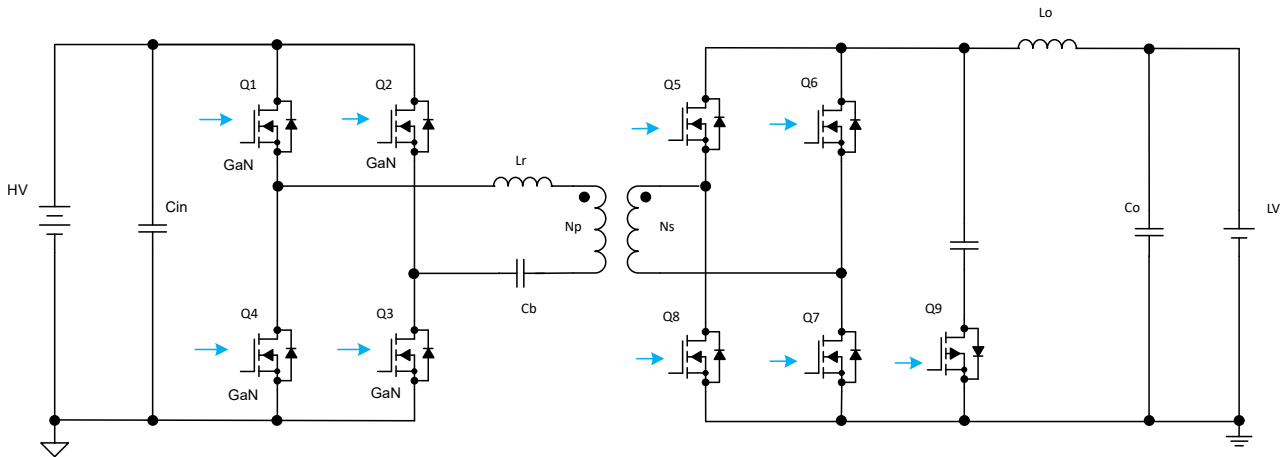 Lo
Q1
Q2
Q5
Q6
GaN
GaN
Lr
HV
Cin
Np
Ns
Co
LV
Cb
Q4
Q3
Q8
Q7
Q9
GaN
GaN